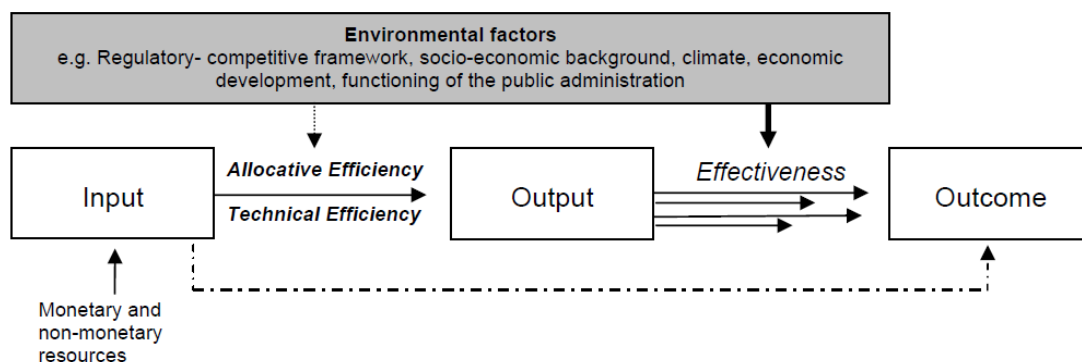 Environmental factors
e.g. Regulatory- competitive framework, socio-economic background, climate, economic
development, functioning of the public administration
Allocative Efficiency
Effectiveness
Input
Output
Outcome
Technical Efficiency
Monetary and
non-monetary
resources